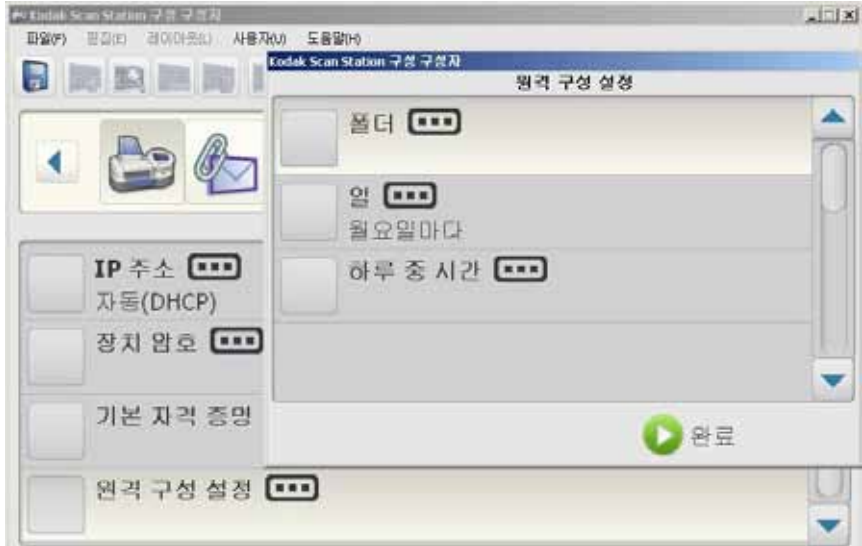 Kodak Scan Station 구성 구성자
파일(F) 편집(E) 레이아웃(L) 사용자(U) 도움말(H)
Kodak Scan Station 구성 구성자
원격 구성 설정
폴더
일
월요일마다
하루 중 시간
완료
IP 주소
자동(DHCP)
장치 암호
기본 자격 증명
원격 구성 설정